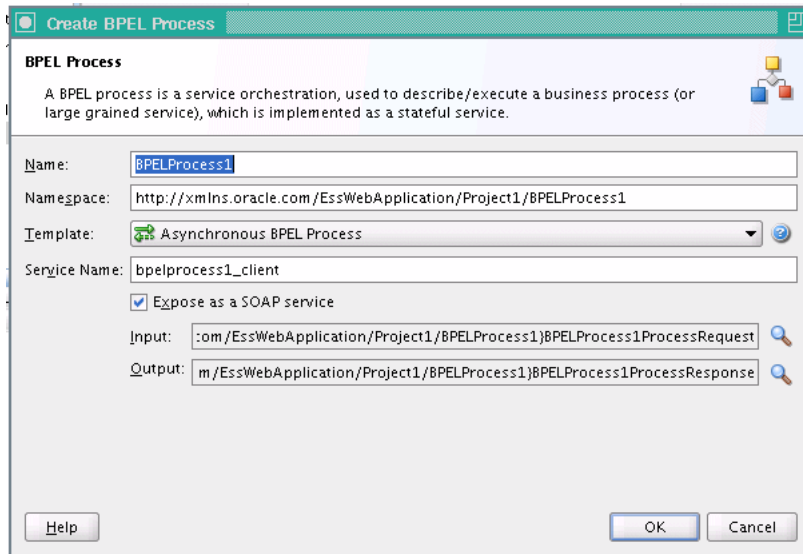 Create BPEL Process
BPEL Process
A BPEL process is a service orchestration, used to describe/execute a business process (or
large grained service), which is implemented as a stateful service.
Name: BPELProcess1
Namespace: http://xmlns.oracle.com/EssWebApplication/Project1/BPELProcess1
Template: Asynchronous BPEL Process
Service Name: bpelprocess1_client
Expose as a SOAP service
Input: :om/EssWebApplication/Project1/BPELProcess1}BPELProcess1ProcessRequest
Output: m/EssWebApplication/Project1/BPELProcess1}BPELProcess1ProcessResponse
Help OK Cancel